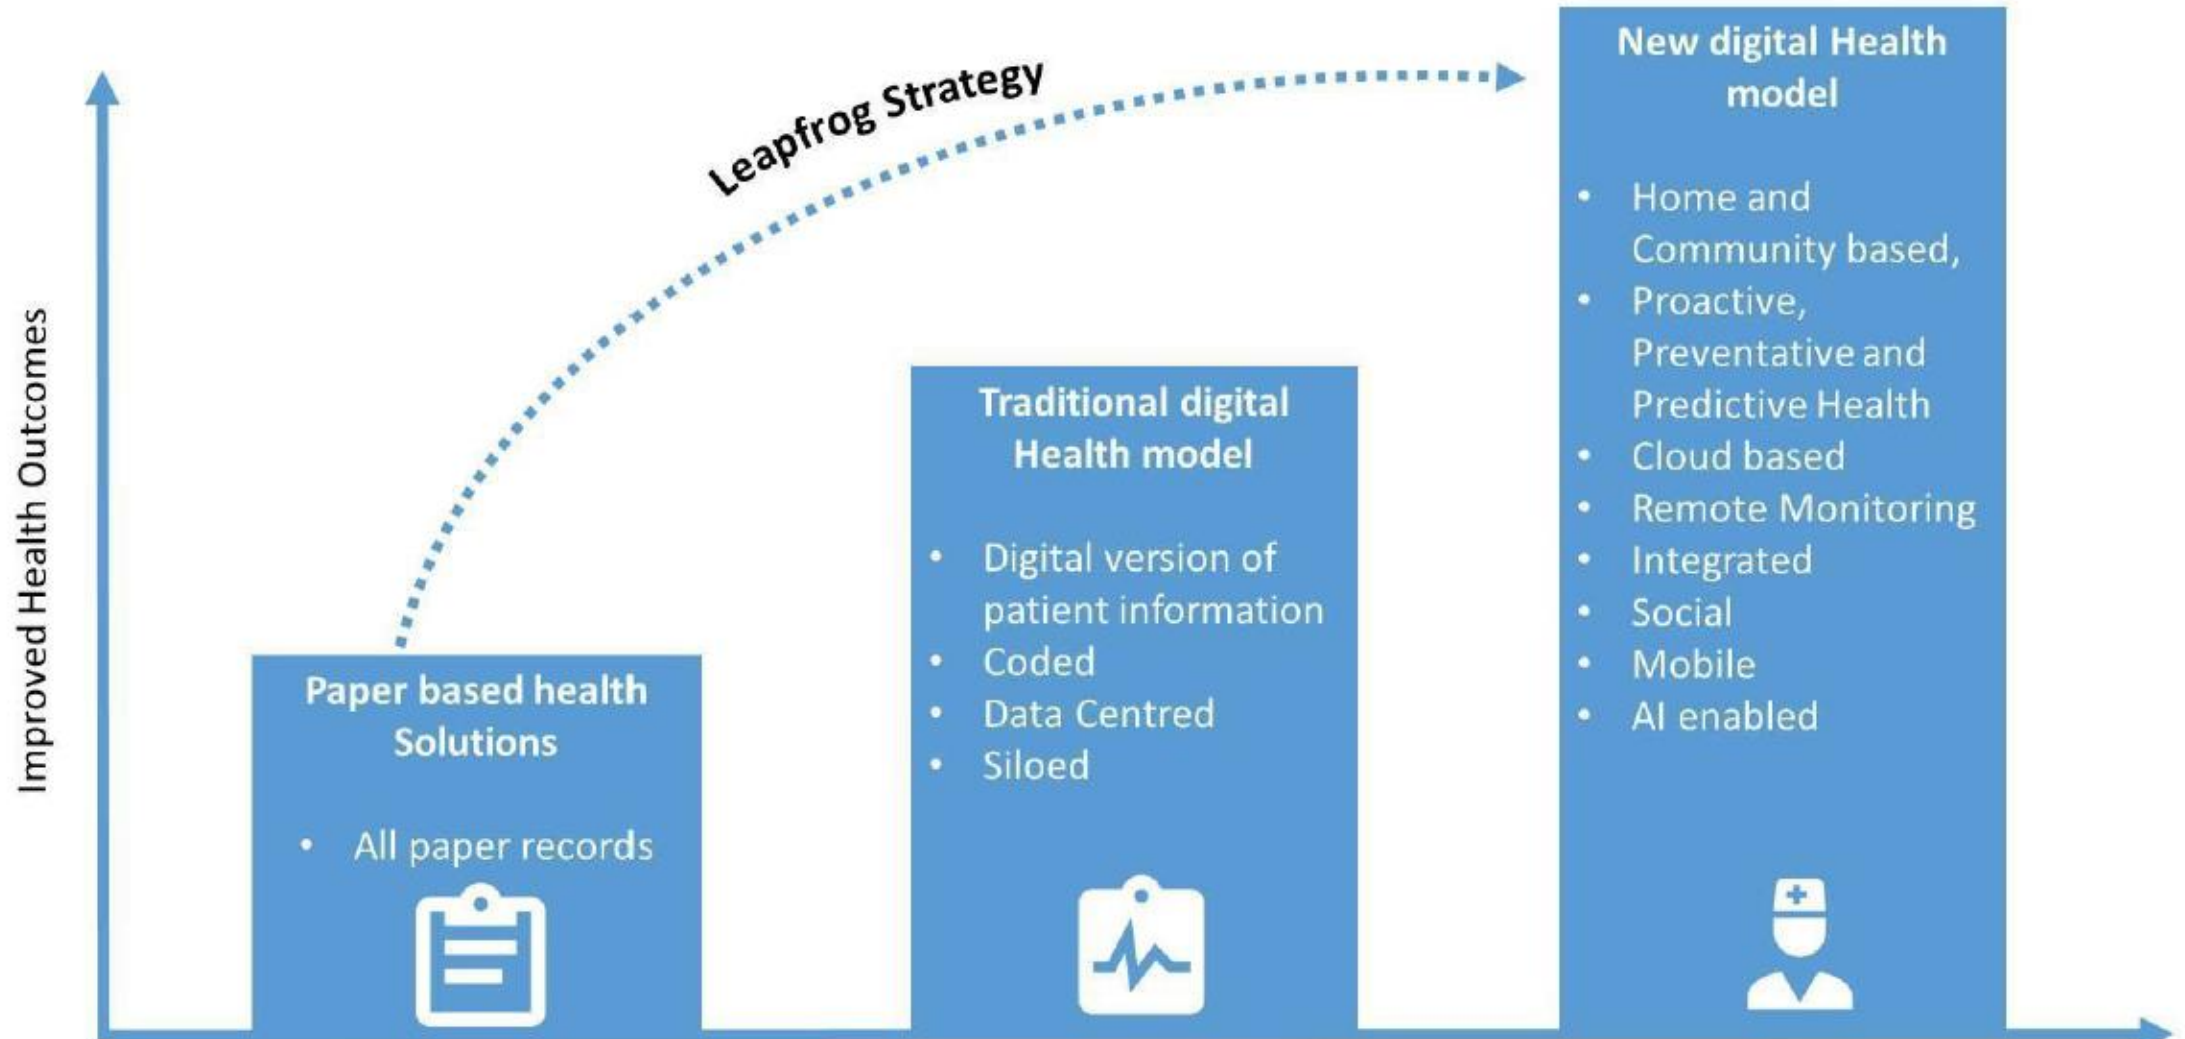 Improved Health Outcomes
Leapfrog Strategy
Paper based health
Solutions
• All paper records
Traditional digital
Health model
• Digital version of
patient information
• Coded
• Data Centred
• Siloed
New digital Health
model
• Home and
Community based,
• Proactive,
Preventative and
Predictive Health
• Cloud based
• Remote Monitoring
• Integrated
• Social
• Mobile
• AI enabled